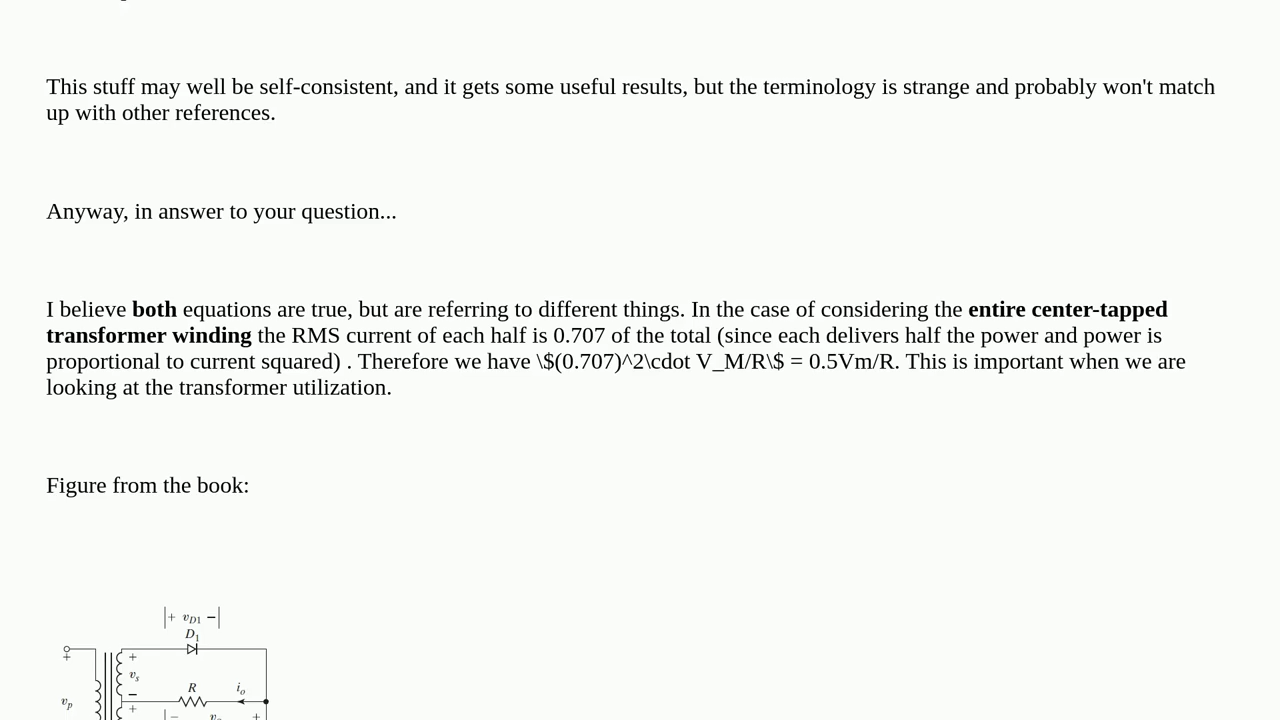 This stuff may well be self-consistent, and it gets some useful results, but the terminology is strange and probably won't match
up with other references.
Anyway, in answer to your question...
I believe both equations are true, but are referring to different things. In the case of considering the entire center-tapped
transformer winding the RMS current of each half is 0.707 of the total (since each delivers half the power and power is
proportional to current squared) . Therefore we have \$(0.707)^2\cdot V_M/R\$ = 0.5Vm/R. This is important when we are
looking at the transformer utilization.
Figure from the book:
+ vD1 −
D1
+ +
vs
R io
vp −
+ − +